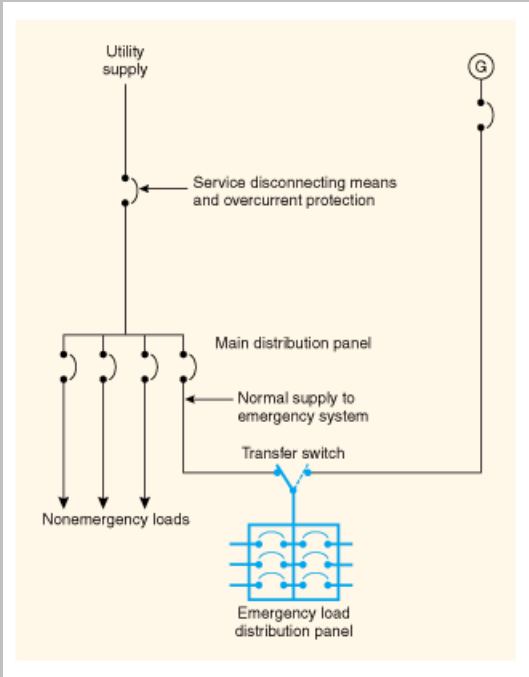 Utility
supply
G
Service disconnecting means
and overcurrent protection
Main distribution panel
Normal supply to
emergency system
Transfer switch
Nonemergency loads
Emergency load
distribution panel